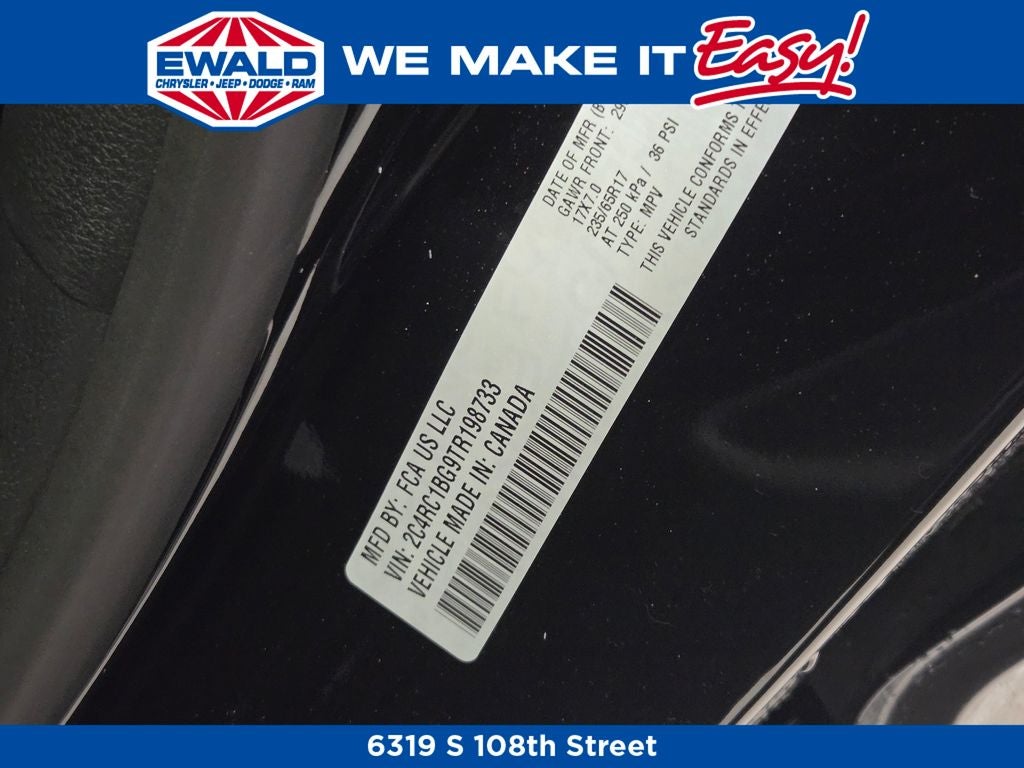 EWALD
CHRYSLER • JEEP • DODGE • RAM
WE MAKE IT Easy!
MFD BY: FCA US LLC
VIN: 2C4RC1BG9TR198733
VEHICLE MADE IN: CANADA
DATE OF MFR
GAWR FRONT: 29
17X7.0
235/65R17
AT 250 kPa / 36 PSI
TYPE: MPV
THIS VEHICLE CONFORMS
STANDARDS IN
6319 S 108th Street